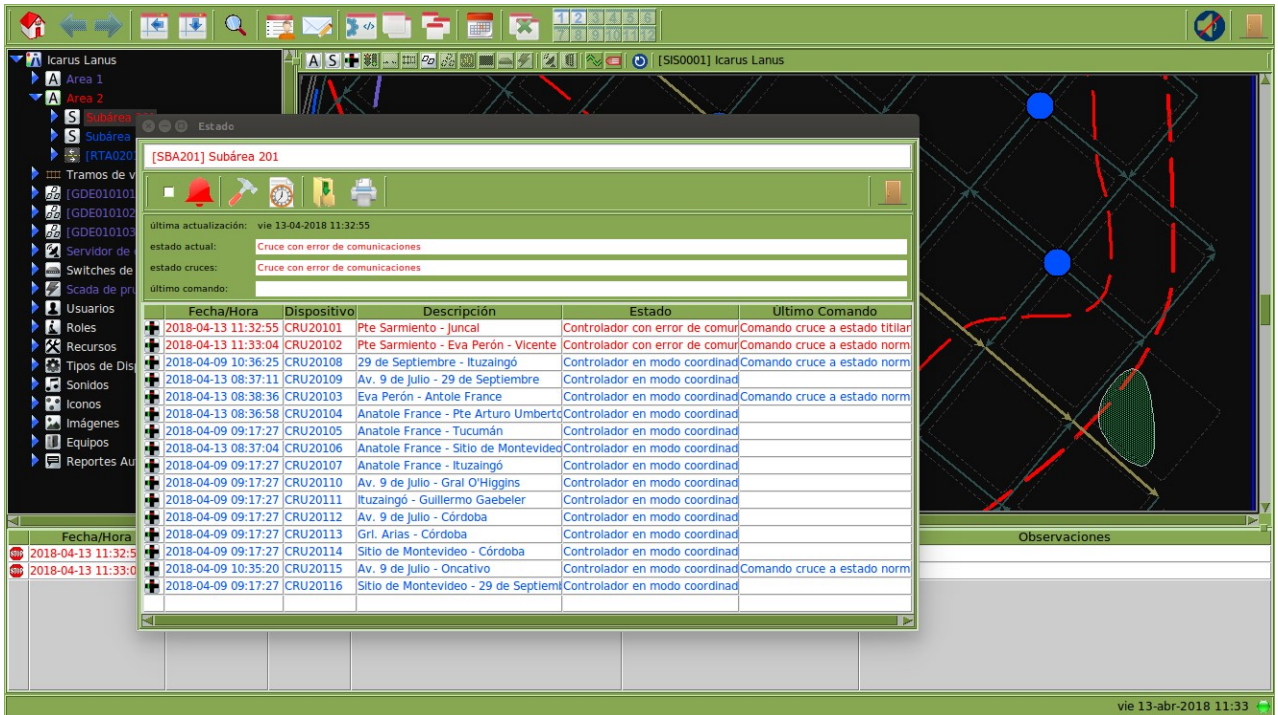 1 2 3 4 5 6
7 8 9 10 11 12
Icarus Lanus
Area 1
Area 2
Subárea
Subárea
[RTA020
Tramos de v
[GDE010101
[GDE010102
[GDE010103
Servidor de
Switches de
Scada de pru
Usuarios
Roles
Recursos
Tipos de Dis
Sonidos
Iconos
Imágenes
Equipos
Reportes Au
[SIS0001] Icarus Lanus
Estado
[SBA201] Subárea 201
última actualización: vie 13-04-2018 11:32:55
estado actual: Cruce con error de comunicaciones
estado cruces: Cruce con error de comunicaciones
último comando:
Fecha/Hora Dispositivo Descripción Estado Último Comando
2018-04-13 11:32:55 CRU20101 Pte Sarmiento - Juncal Controlador con error de comur Comando cruce a estado titilar
2018-04-13 11:33:04 CRU20102 Pte Sarmiento - Eva Perón - Vicente Controlador con error de comur Comando cruce a estado norm
2018-04-09 10:36:25 CRU20108 29 de Septiembre - Ituzaingó Controlador en modo coordinad Comando cruce a estado norm
2018-04-13 08:37:11 CRU20109 Av. 9 de Julio - 29 de Septiembre Controlador en modo coordinad
2018-04-13 08:38:36 CRU20103 Eva Perón - Antole France Controlador en modo coordinad Comando cruce a estado norm
2018-04-13 08:36:58 CRU20104 Anatole France - Pte Arturo Umberto Controlador en modo coordinad
2018-04-09 09:17:27 CRU20105 Anatole France - Tucumán Controlador en modo coordinad
2018-04-13 08:37:04 CRU20106 Anatole France - Sitio de Montevideo Controlador en modo coordinad
2018-04-09 09:17:27 CRU20107 Anatole France - Ituzaingó Controlador en modo coordinad
2018-04-09 09:17:27 CRU20110 Av. 9 de Julio - Gral O'Higgins Controlador en modo coordinad
2018-04-09 09:17:27 CRU20111 Ituzaingó - Guillermo Gaebeler Controlador en modo coordinad
2018-04-09 09:17:27 CRU20112 Av. 9 de Julio - Córdoba Controlador en modo coordinad
2018-04-09 09:17:27 CRU20113 Grl. Arias - Córdoba Controlador en modo coordinad
2018-04-09 09:17:27 CRU20114 Sitio de Montevideo - Córdoba Controlador en modo coordinad
2018-04-09 10:35:20 CRU20115 Av. 9 de Julio - Oncativo Controlador en modo coordinad Comando cruce a estado norm
2018-04-09 09:17:27 CRU20116 Sitio de Montevideo - 29 de Septiem Controlador en modo coordinad
Fecha/Hora Observaciones
2018-04-13 11:32:5
2018-04-13 11:33:0
vie 13-abr-2018 11:33